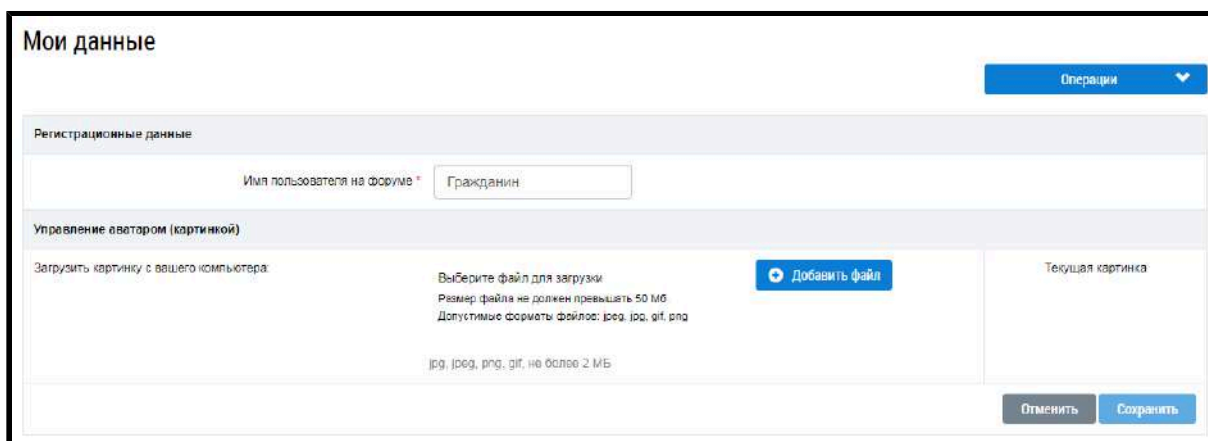 Мои данные
Операции
Регистрационные данные
Имя пользователя на форуме *
Гражданин
Управление аватаром (картинкой)
Загрузить картинку с вашего компьютера:
Выберите файл для загрузки
Размер файла не должен превышать 50 Мб
Допустимые форматы файлов: jpeg, jpg, gif, png
Добавить файл
Текущая картинка
jpg, jpeg, png, gif, не более 2 МБ
Отменить
Сохранить